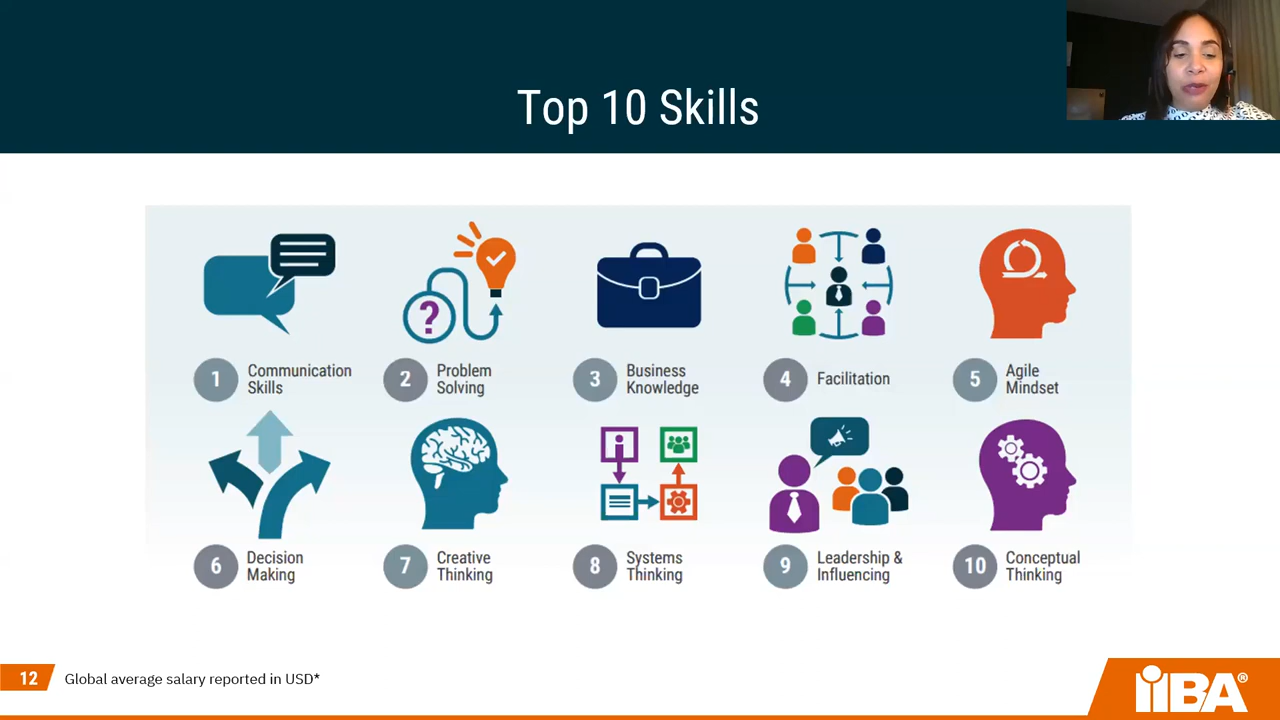 Top 10 Skills
?
1 Communication
Skills
2 Problem
Solving
3 Business
Knowledge
4 Facilitation
5 Agile
Mindset
6 Decision
Making
7 Creative
Thinking
8 Systems
Thinking
9 Leadership &
Influencing
10 Conceptual
Thinking
12 Global average salary reported in USD*
iiBA®